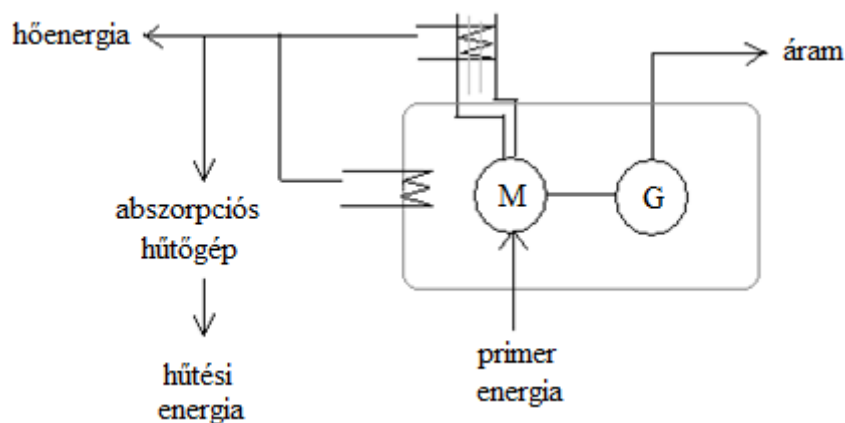 hőenergia
áram
M
G
abszorpciós
hűtőgép
primer
energia
hűtési
energia